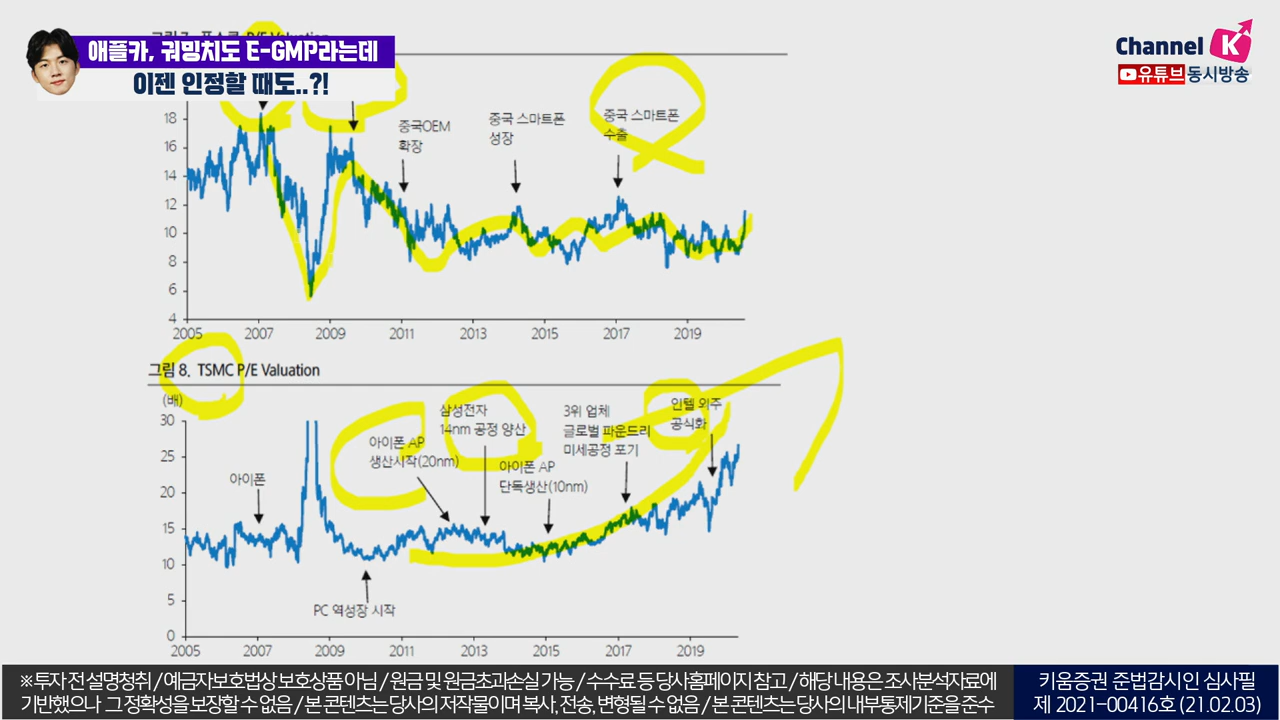 애플카, 궈밍치도 E-GMP라는데
이젠 인정할 때도..?!
Channel K
유튜브동시방송
P/E Valuation
18
16
14
12
10
8
6
4
중국OEM
확장
중국 스마트폰
성장
중국 스마트폰
수출
2005 2007 2009 2011 2013 2015 2017 2019
그림 8. TSMC P/E Valuation
(배)
30
25
20
15
10
5
0
아이폰
PC 역성장 시작
아이폰 AP
생산시작(20nm)
삼성전자
14nm 공정 양산
아이폰 AP
단독생산(10nm)
3위 업체
글로벌 파운드리
미세공정 포기
인텔 외주
공식화
2005 2007 2009 2011 2013 2015 2017 2019
※ 투자 전 설명청취 / 예금자보호법상 보호상품 아님 / 원금 및 원금초과손실 가능 / 수수료 등 당사홈페이지 참고 / 해당 내용은 조사분석자료에
기반했으나 그 정확성을 보장할 수 없음 / 본 콘텐츠는 당사의 저작물이며 복사, 전송, 변형될 수 없음 / 본 콘텐츠는 당사의 내부통제기준을 준수
키움증권 준법감시인 심사필
제 2021-00416호 (21.02.03)